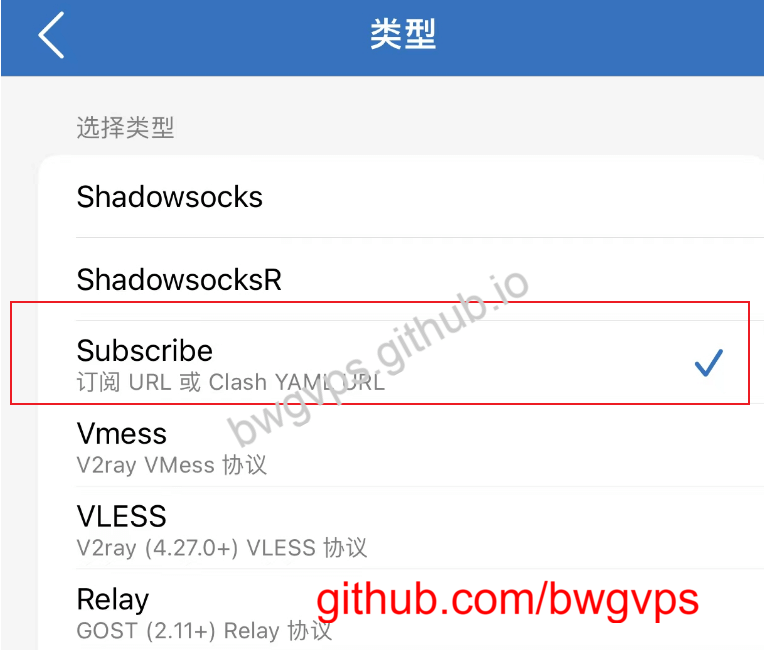 类型
选择类型
Shadowsocks
ShadowsocksR
Subscribe
订阅 URL 或 Clash YAML URL
bwgvps.github.io
Vmess
V2ray VMess 协议
VLESS
V2ray (4.27.0+) VLESS 协议
Relay
GOST (2.11+) Relay 协议
github.com/bwgvps